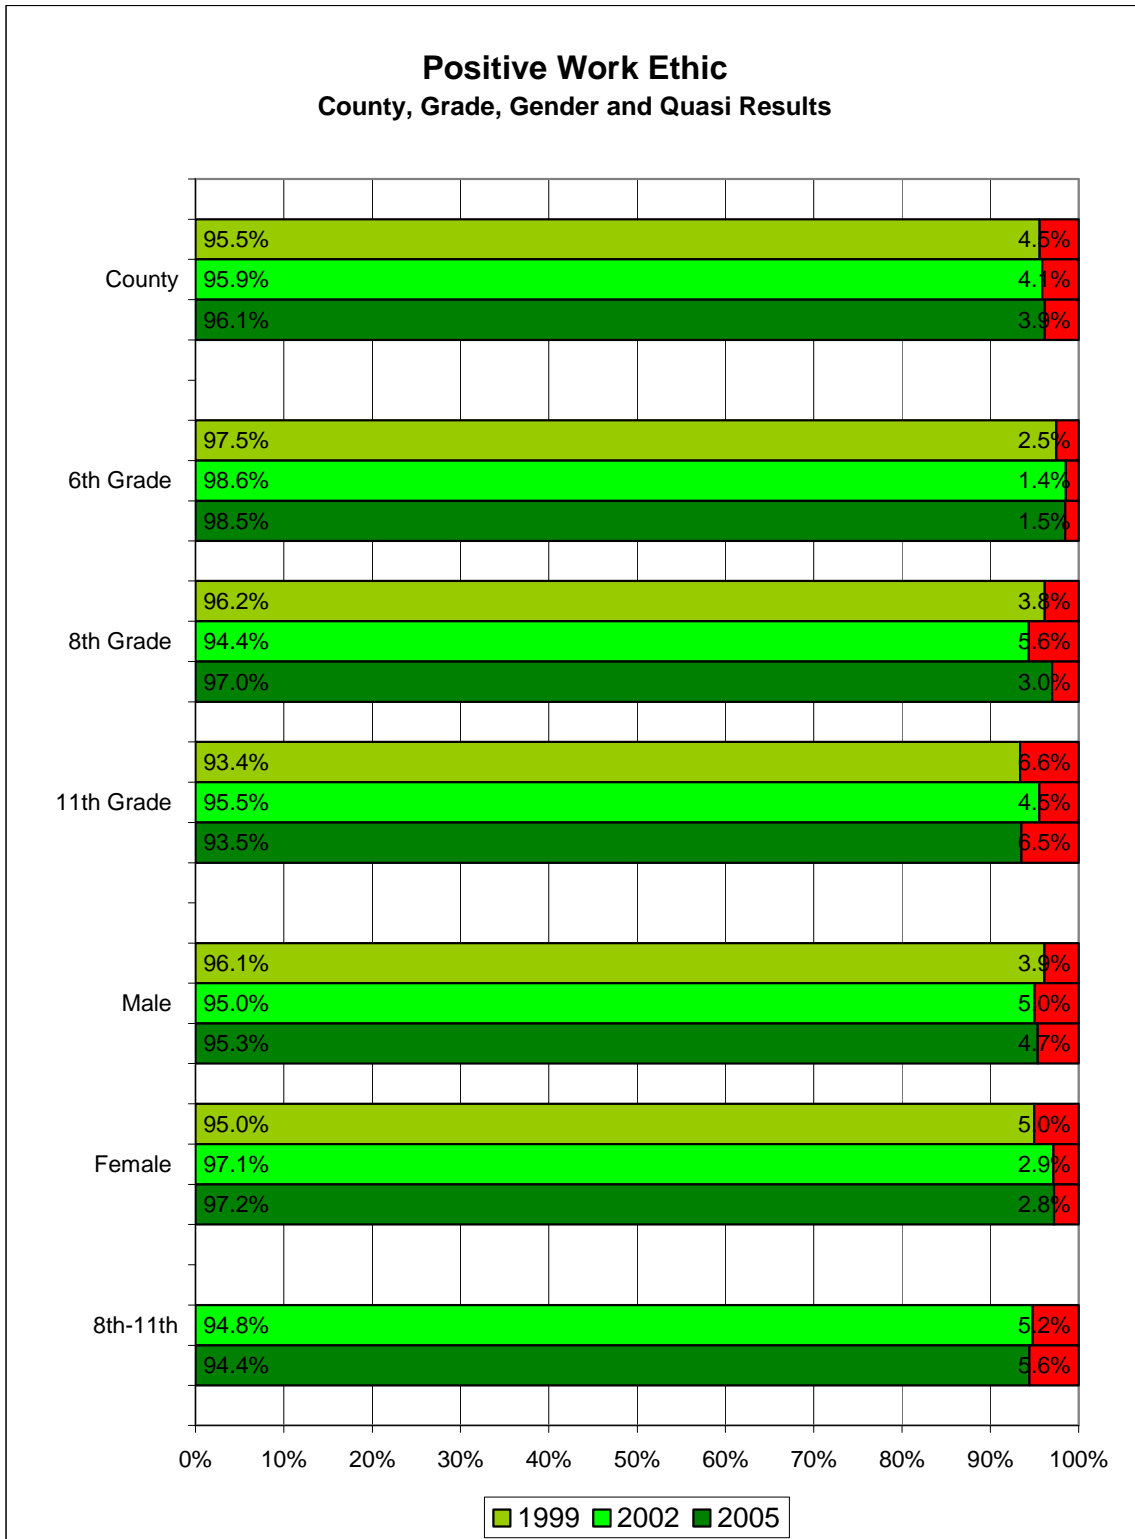 Positive Work Ethic
County, Grade, Gender and Quasi Results
County
95.5% 4.5%
95.9% 4.1%
96.1% 3.9%
6th Grade
97.5% 2.5%
98.6% 1.4%
98.5% 1.5%
8th Grade
96.2% 3.8%
94.4% 5.6%
97.0% 3.0%
11th Grade
93.4% 6.6%
95.5% 4.5%
93.5% 6.5%
Male
96.1% 3.9%
95.0% 5.0%
95.3% 4.7%
Female
95.0% 5.0%
97.1% 2.9%
97.2% 2.8%
8th-11th
94.8% 5.2%
94.4% 5.6%
0% 10% 20% 30% 40% 50% 60% 70% 80% 90% 100%
1999 2002 2005